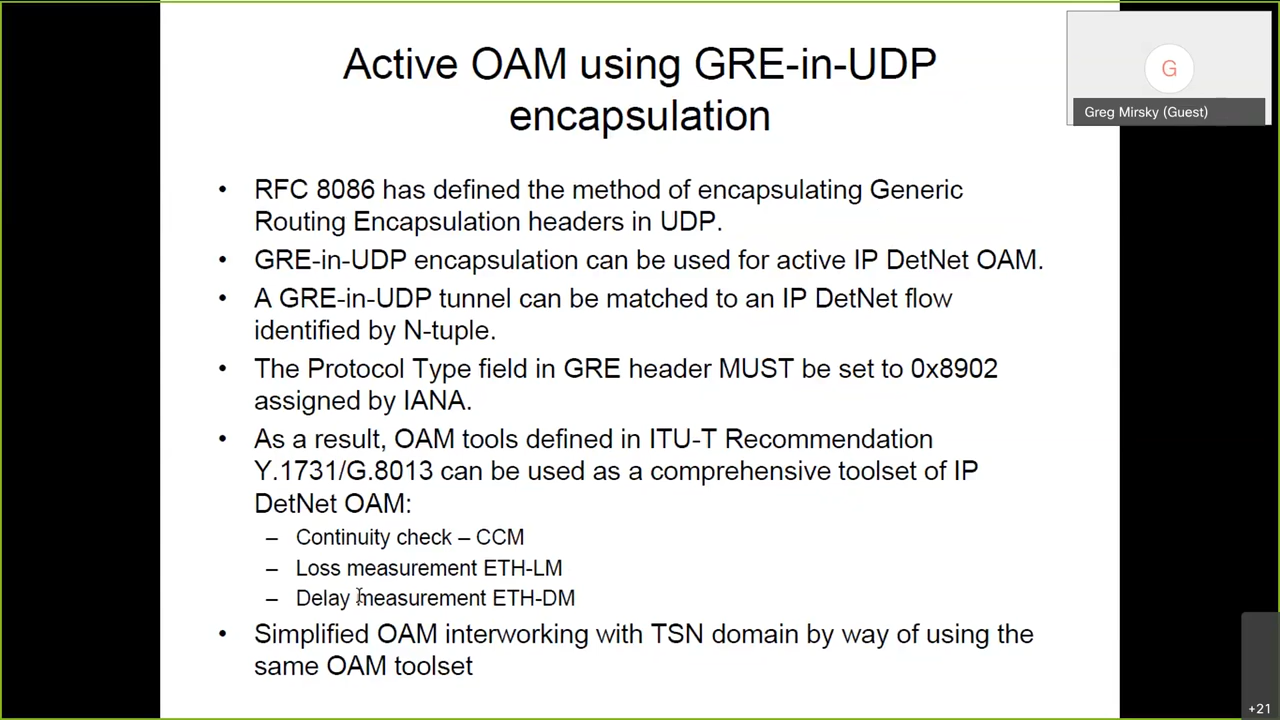 Active OAM using GRE-in-UDP
encapsulation
G
Greg Mirsky (Guest)
• RFC 8086 has defined the method of encapsulating Generic
Routing Encapsulation headers in UDP.
• GRE-in-UDP encapsulation can be used for active IP DetNet OAM.
• A GRE-in-UDP tunnel can be matched to an IP DetNet flow
identified by N-tuple.
• The Protocol Type field in GRE header MUST be set to 0x8902
assigned by IANA.
• As a result, OAM tools defined in ITU-T Recommendation
Y.1731/G.8013 can be used as a comprehensive toolset of IP
DetNet OAM:
– Continuity check – CCM
– Loss measurement ETH-LM
– Delay measurement ETH-DM
• Simplified OAM interworking with TSN domain by way of using the
same OAM toolset
+21